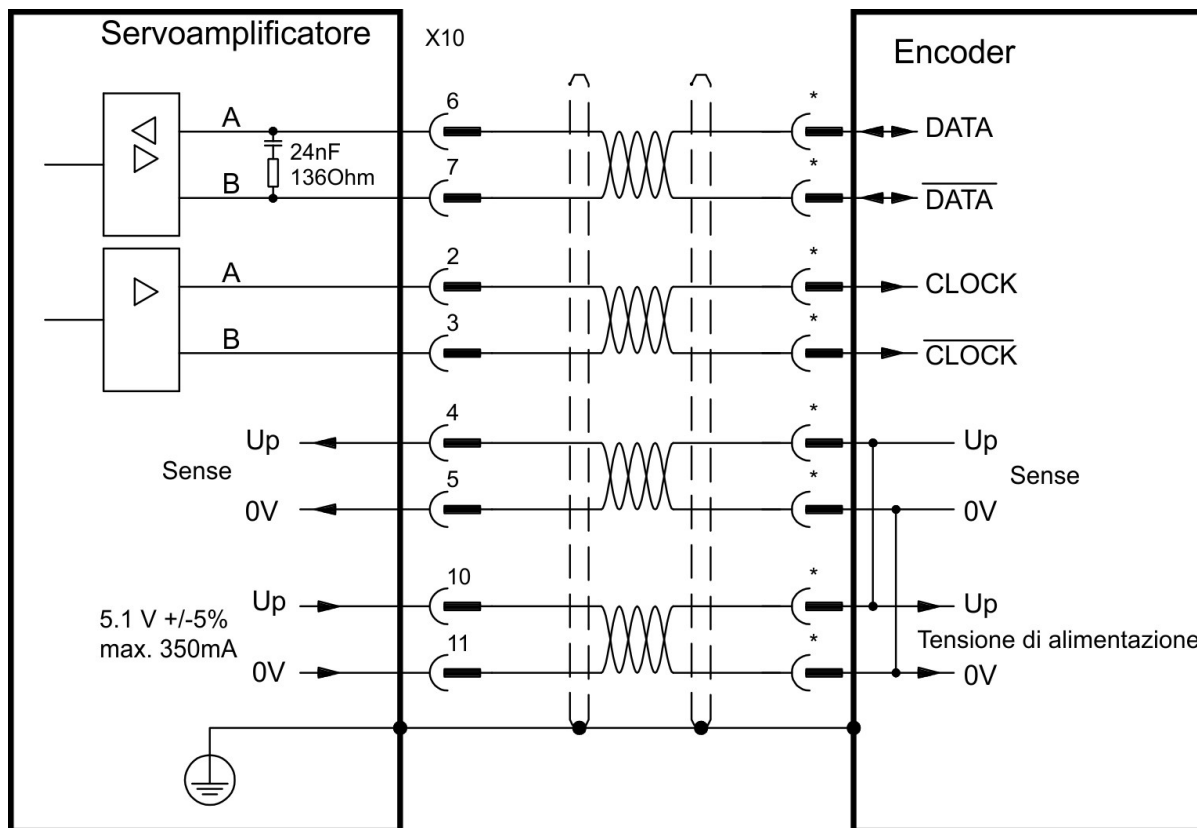 Servoamplificatore
X10
Encoder
A
6
*
DATA
24nF
136Ohm
B
7
*
DATA
A
2
*
CLOCK
B
3
*
CLOCK
Up
4
*
Up
Sense
Sense
0V
5
*
0V
5.1 V +/-5%
max. 350mA
Up
10
*
Up
Tensione di alimentazione
0V
11
*
0V